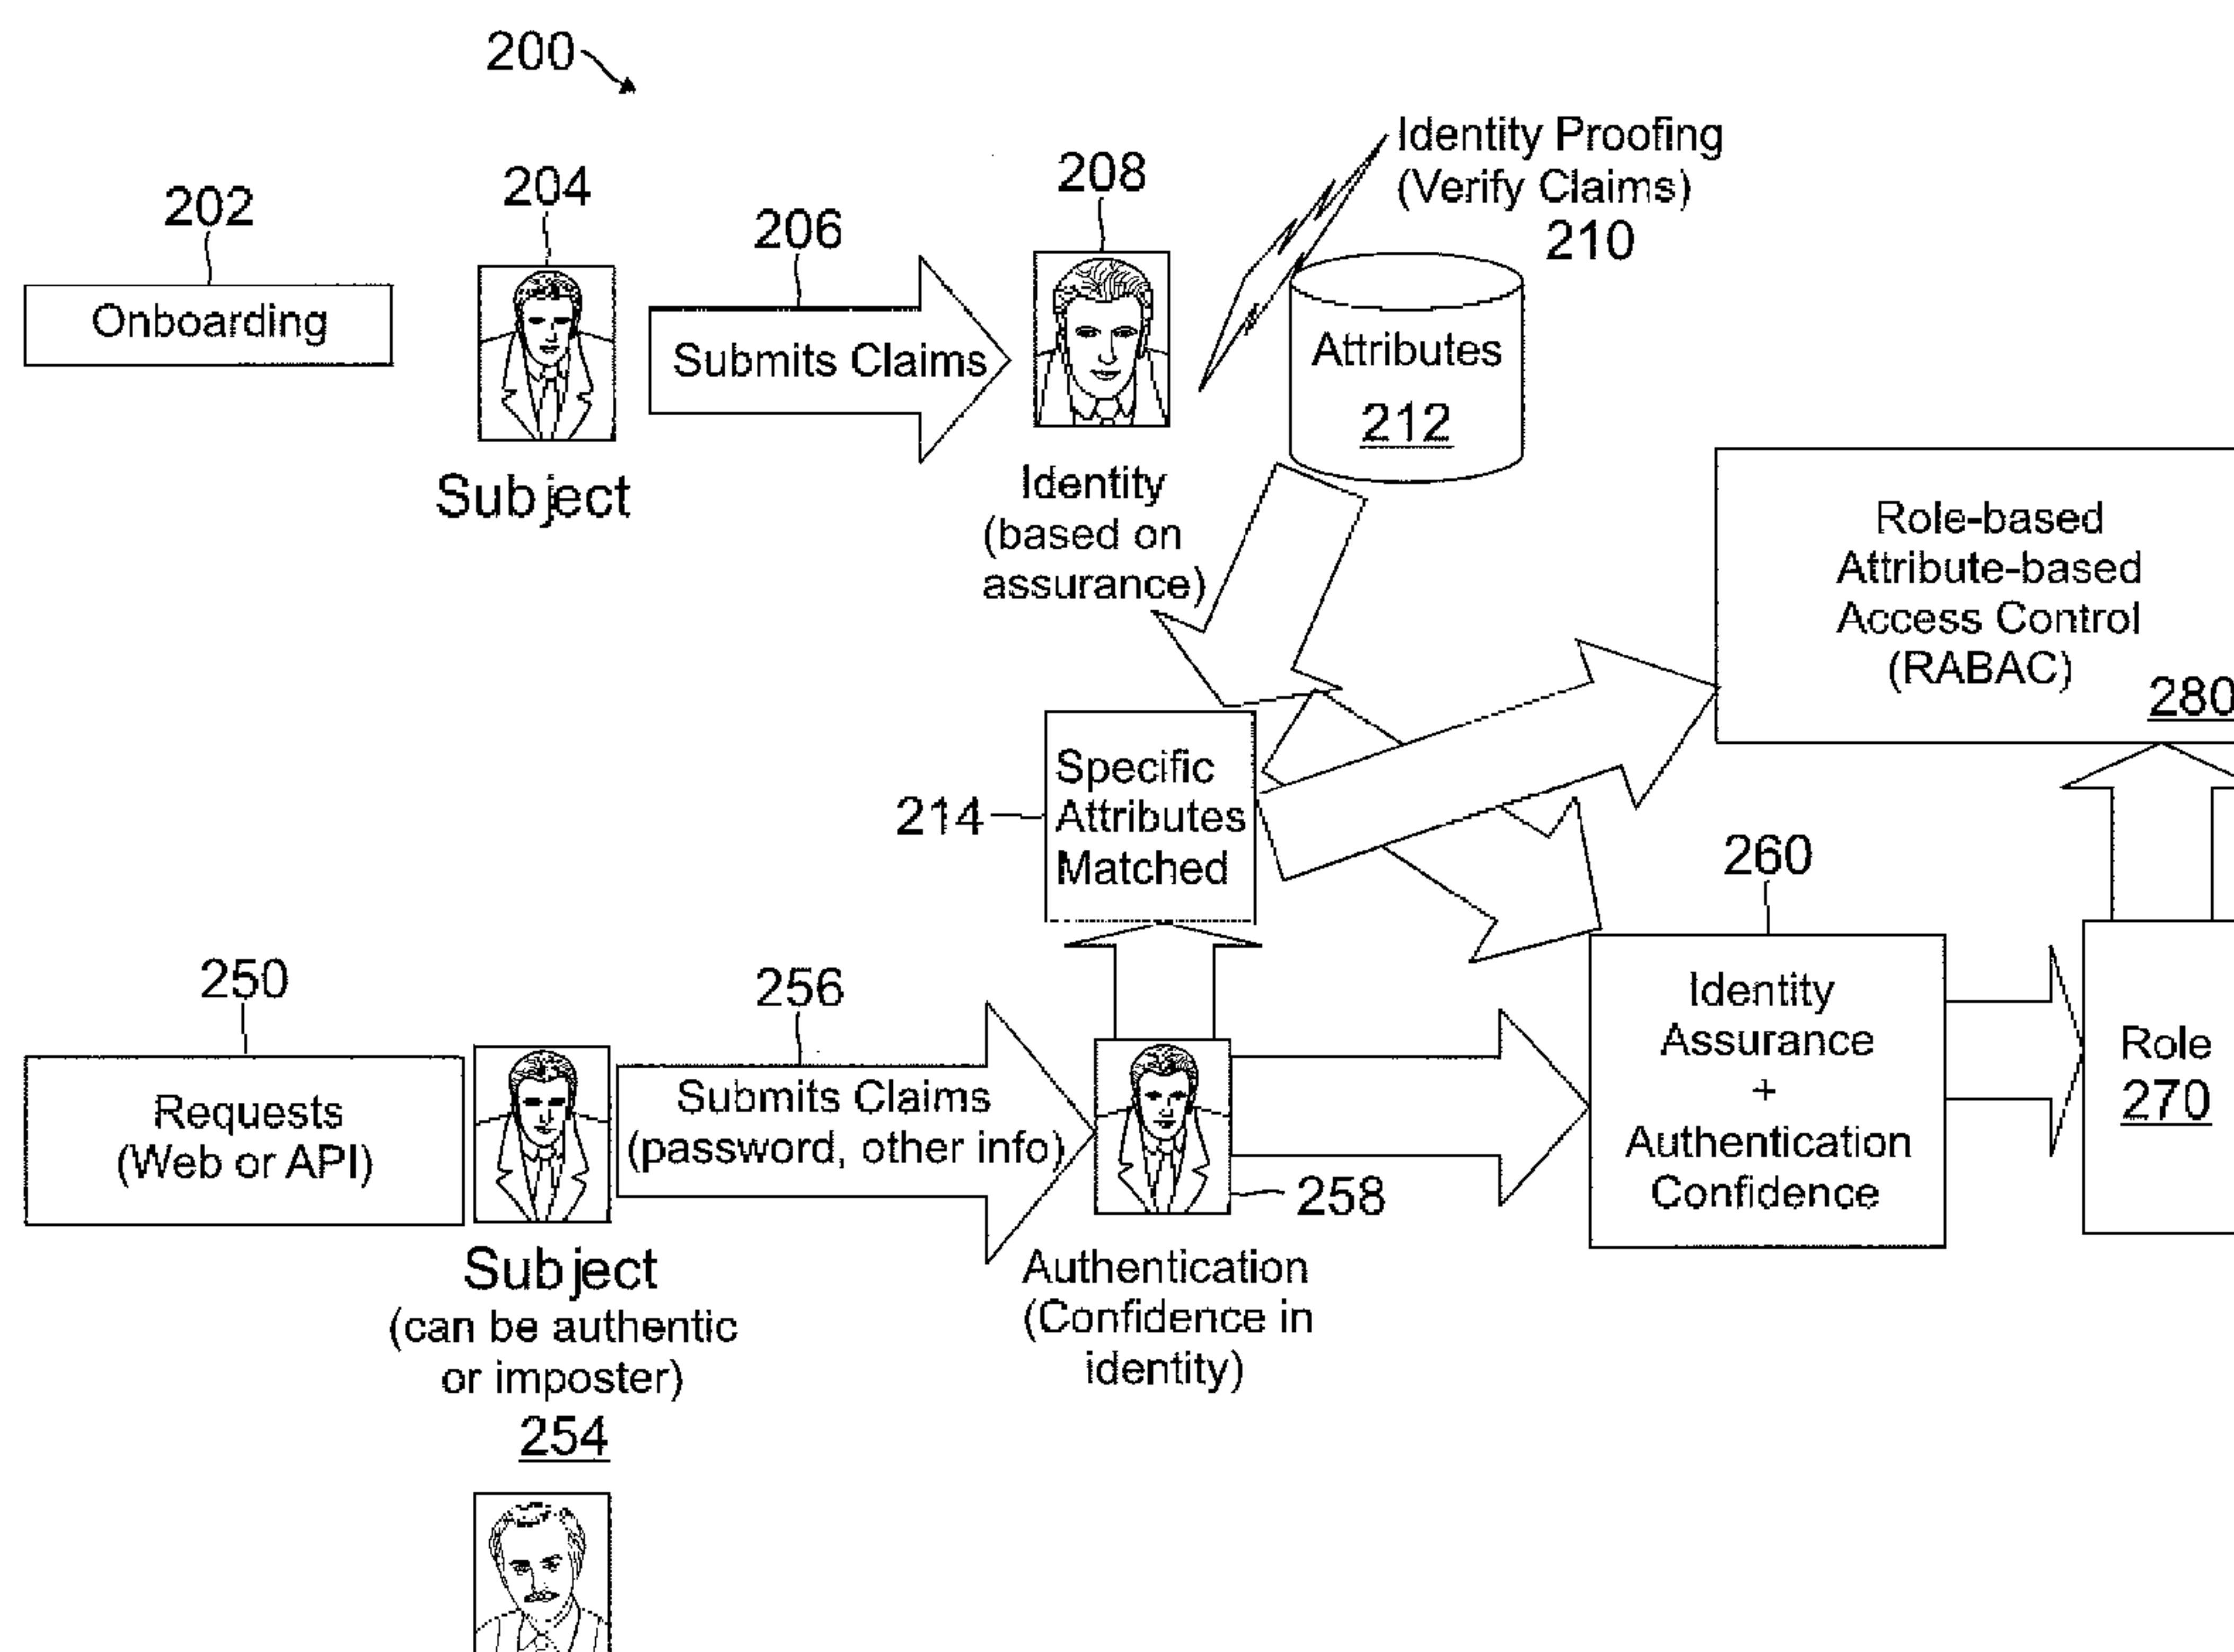 200
202
Onboarding
204
Subject
206
Submits Claims
208
Identity
(based on
assurance)
Identity Proofing
(Verify Claims)
210
Attributes
212
Role-based
Attribute-based
Access Control
(RABAC)
280
214
Specific
Attributes
Matched
250
Requests
(Web or API)
Subject
(can be authentic
or imposter)
254
256
Submits Claims
(password, other info)
258
Authentication
(Confidence in
identity)
260
Identity
Assurance
+
Authentication
Confidence
Role
270